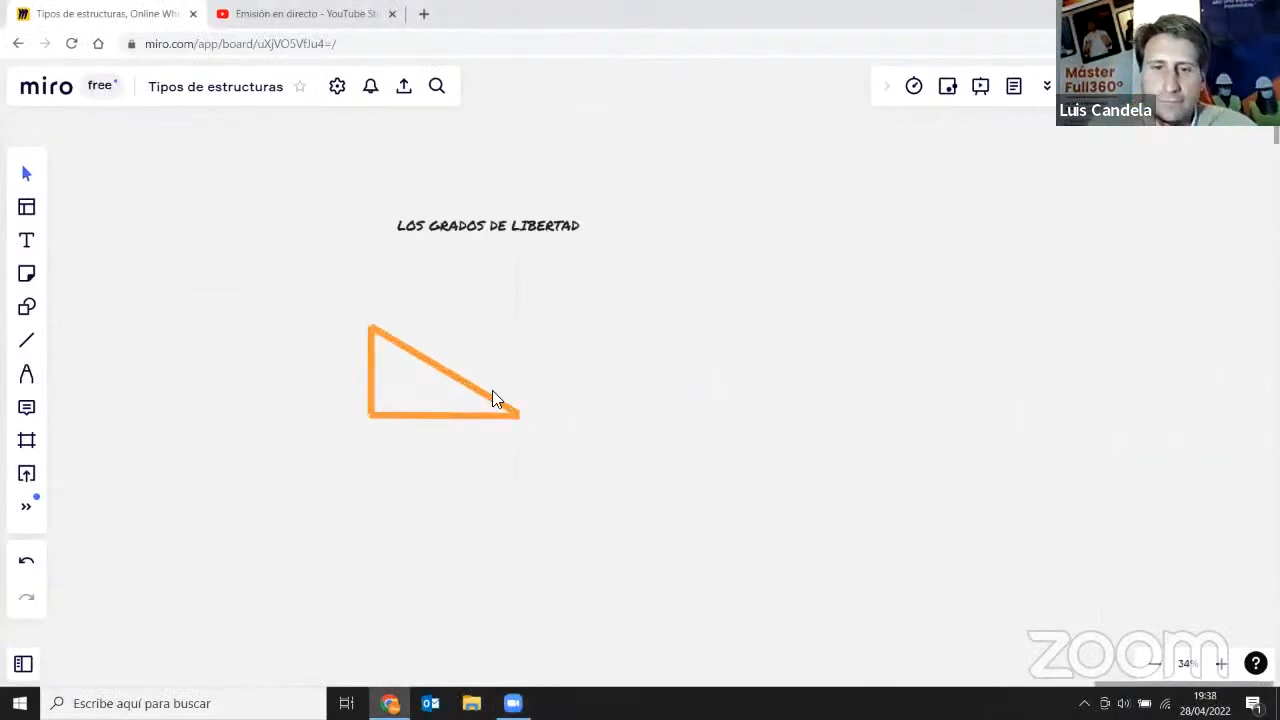 Tipos de estructuras, Online Wh
Emisión en directo - YouTube St
miro.com/app/board/uXjVO5VfJu4=/
miro free Tipos de estructuras
LOS GRADOS DE LIBERTAD
Máster
Full360º
Luis Candela
zoom
34%
Escribe aquí para buscar
19:38
28/04/2022
1